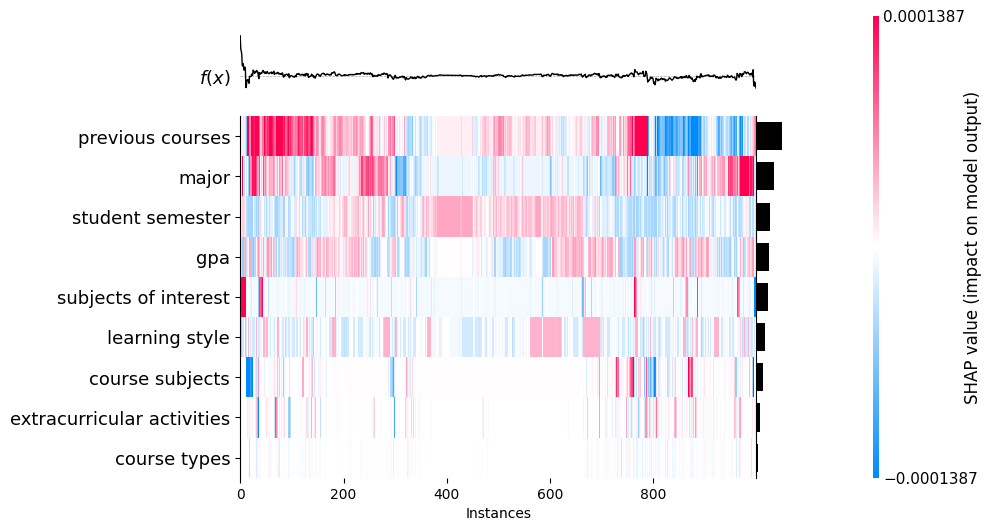 0.0001387
f(x)
previous courses
major
student semester
gpa
subjects of interest
learning style
course subjects
extracurricular activities
course types
0 200 400 600 800
Instances
−0.0001387
SHAP value (impact on model output)